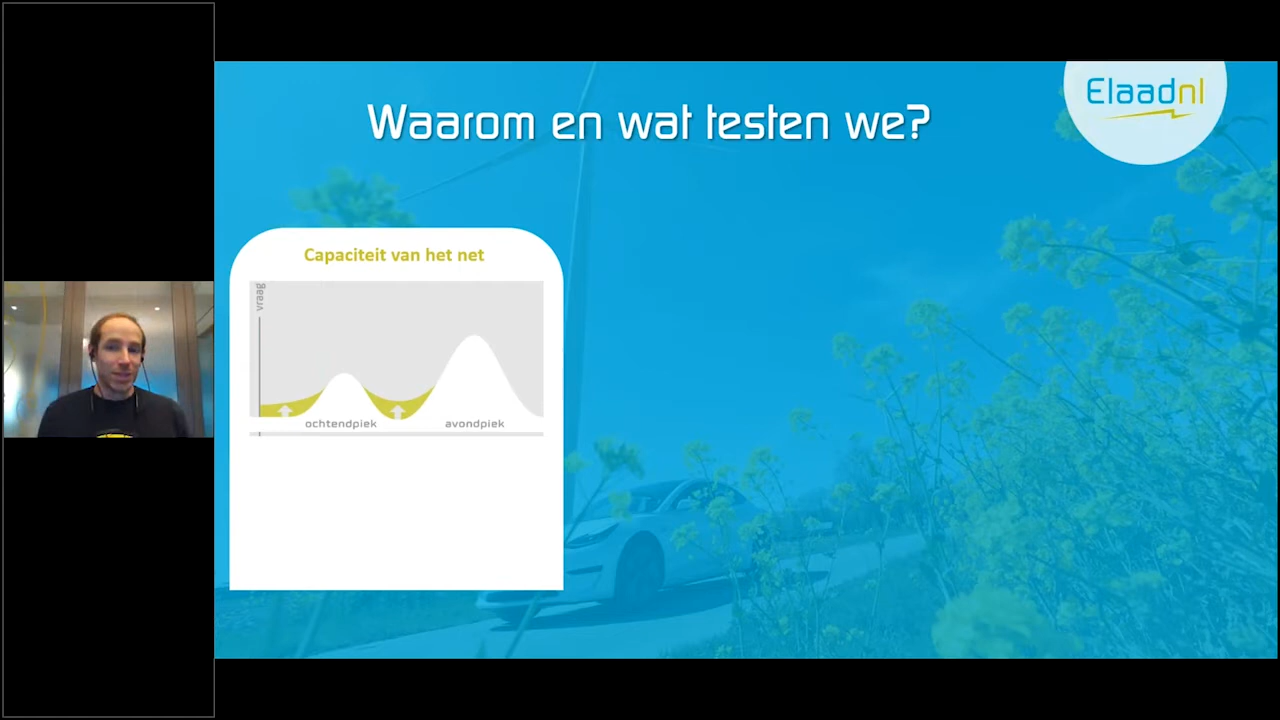 Waarom en wat testen we?
Elaadnl
Capaciteit van het net
vraag
ochtendpiek
avondpiek